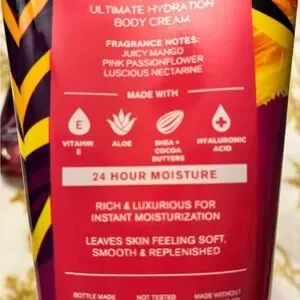 ULTIMATE HYDRATION
BODY CREAM
FRAGRANCE NOTES:
JUICY MANGO
PINK PASSIONFLOWER
LUSCIOUS NECTARINE
MADE WITH
E
VITAMIN E
ALOE
SHEA + COCOA BUTTERS
HYALURONIC ACID
24 HOUR MOISTURE
RICH & LUXURIOUS FOR
INSTANT MOISTURIZATION
LEAVES SKIN FEELING SOFT,
SMOOTH & REPLENISHED
BOTTLE MADE
NOT TESTED
MADE WITHOUT